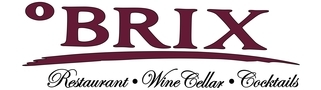 °BRIX
Restaurant • Wine Cellar • Cocktails